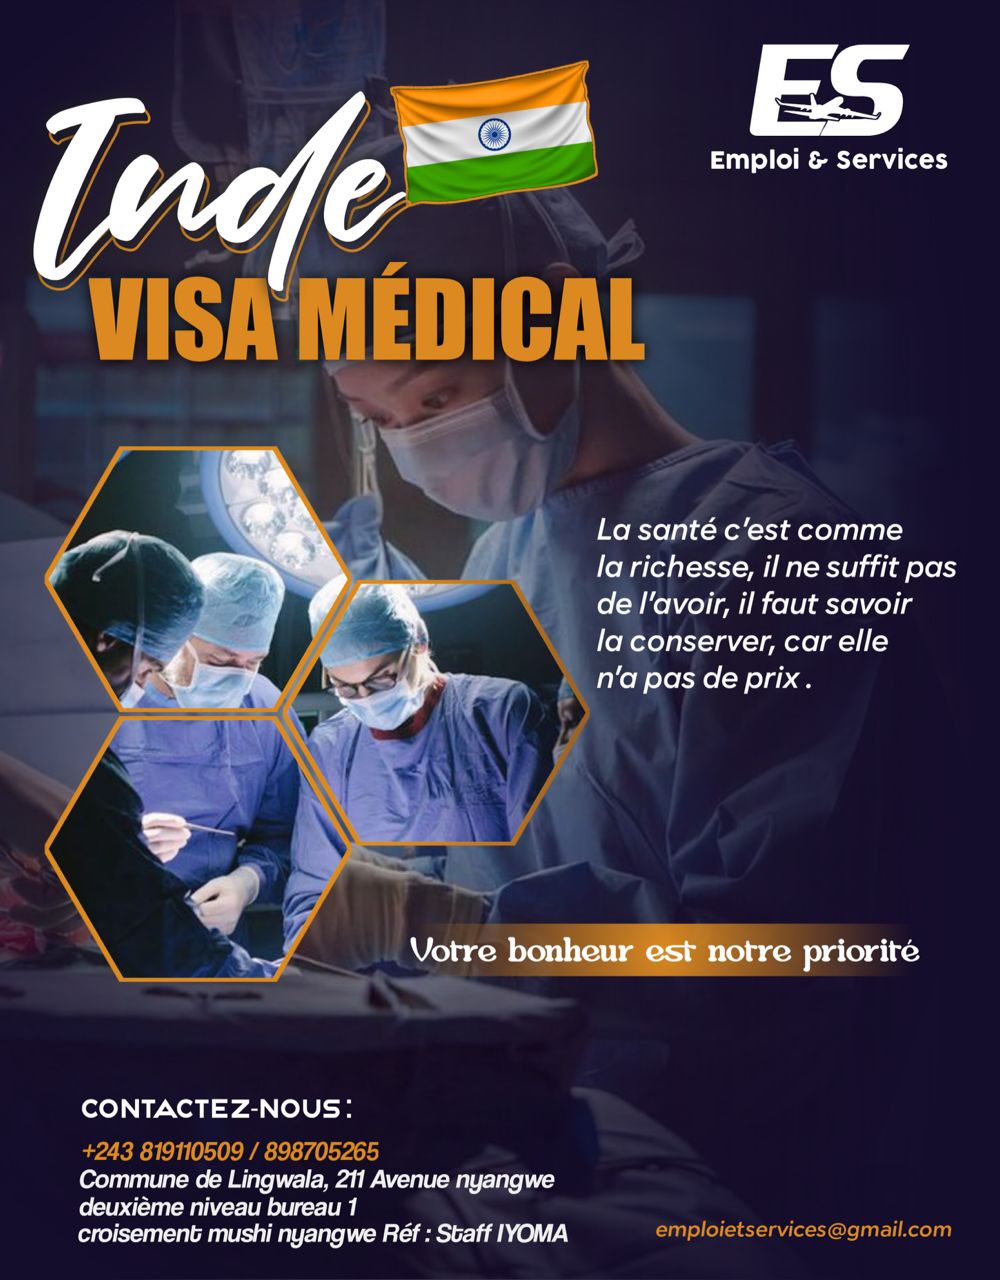 ES
Emploi & Services
Inde
VISA MÉDICAL
La santé c'est comme
la richesse, il ne suffit pas
de l'avoir, il faut savoir
la conserver, car elle
n'a pas de prix .
Votre bonheur est notre priorité
CONTACTEZ-NOUS :
+243 819110509 / 898705265
Commune de Lingwala, 211 Avenue nyangwe
deuxième niveau bureau 1
croisement mushi nyangwe Réf : Staff IYOMA
emploietservices@gmail.com